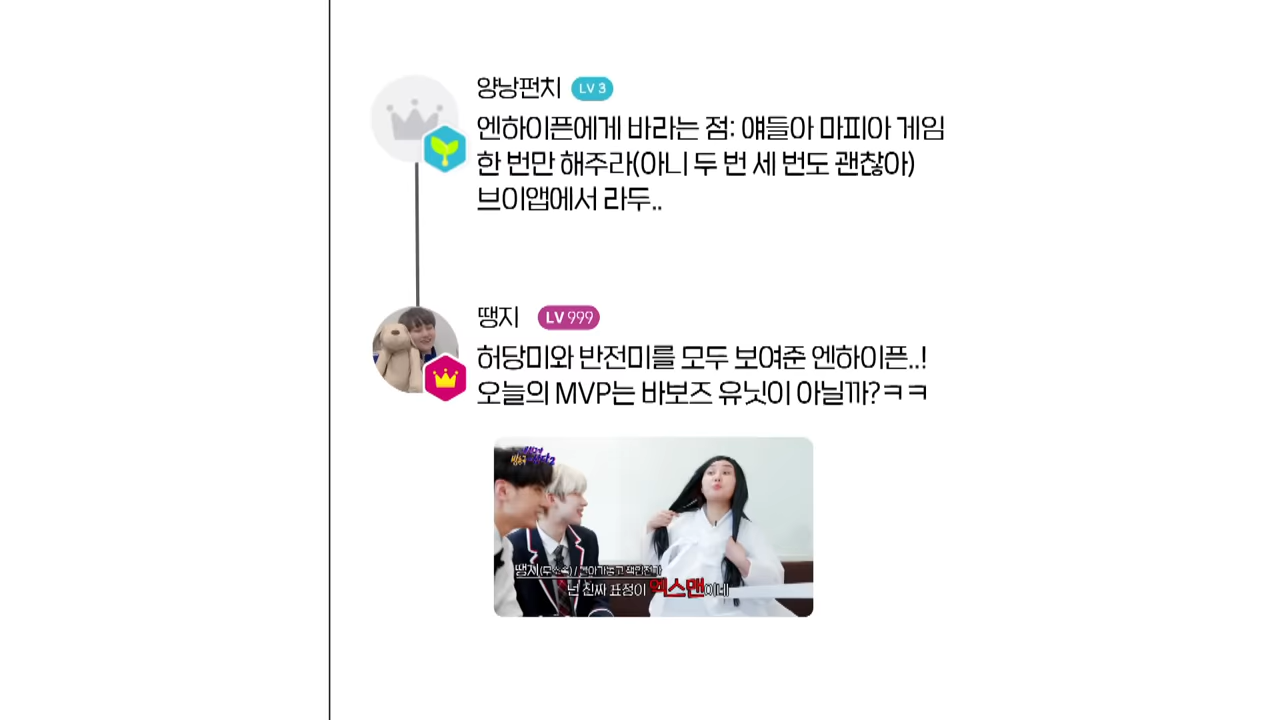 양낭펀치 LV 3
엔하이픈에게 바라는 점: 얘들아 마피아 게임
한 번만 해주라(아니 두 번 세 번도 괜찮아)
브이앱에서 라두..
땡지 LV 999
허당미와 반전미를 모두 보여준 엔하이픈..!
오늘의 MVP는 바보즈 유닛이 아닐까?ㅋㅋ
땡지
넌 진짜 표정이 엑스맨이네